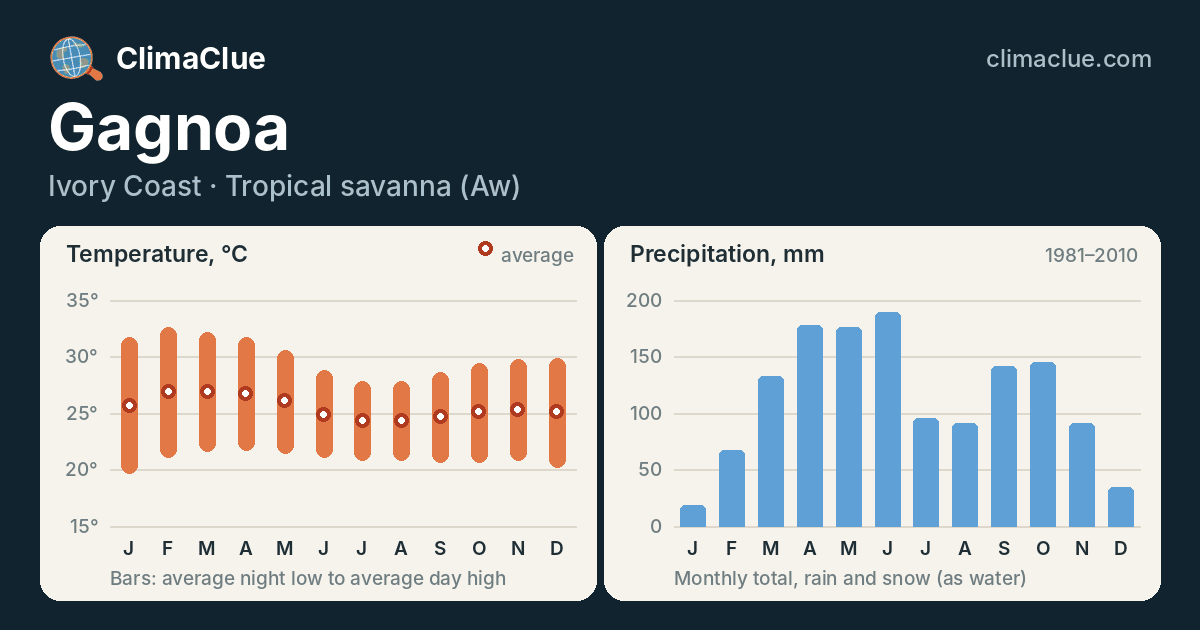 ClimaClue
climaclue.com
Gagnoa
Ivory Coast · Tropical savanna (Aw)
Temperature, °C
average
35°
30°
25°
20°
15°
J F M A M J J A S O N D
Bars: average night low to average day high
Precipitation, mm
1981–2010
200
150
100
50
0
J F M A M J J A S O N D
Monthly total, rain and snow (as water)